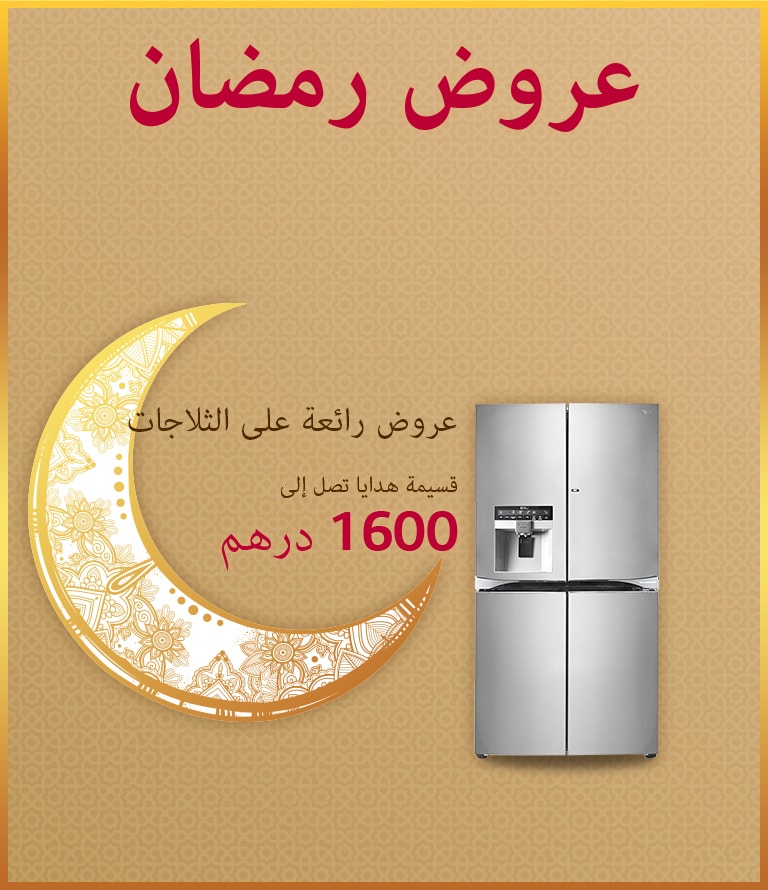 عروض رمضان
عروض رائعة على الثلاجات
قسيمة هدايا تصل إلى
1600 درهم